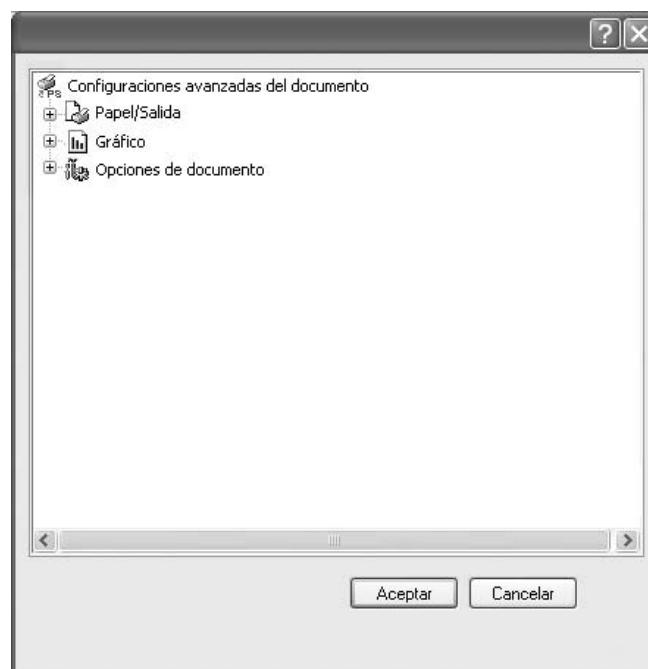 Configuraciones avanzadas del documento
Papel/Salida
Gráfico
Opciones de documento
Aceptar
Cancelar